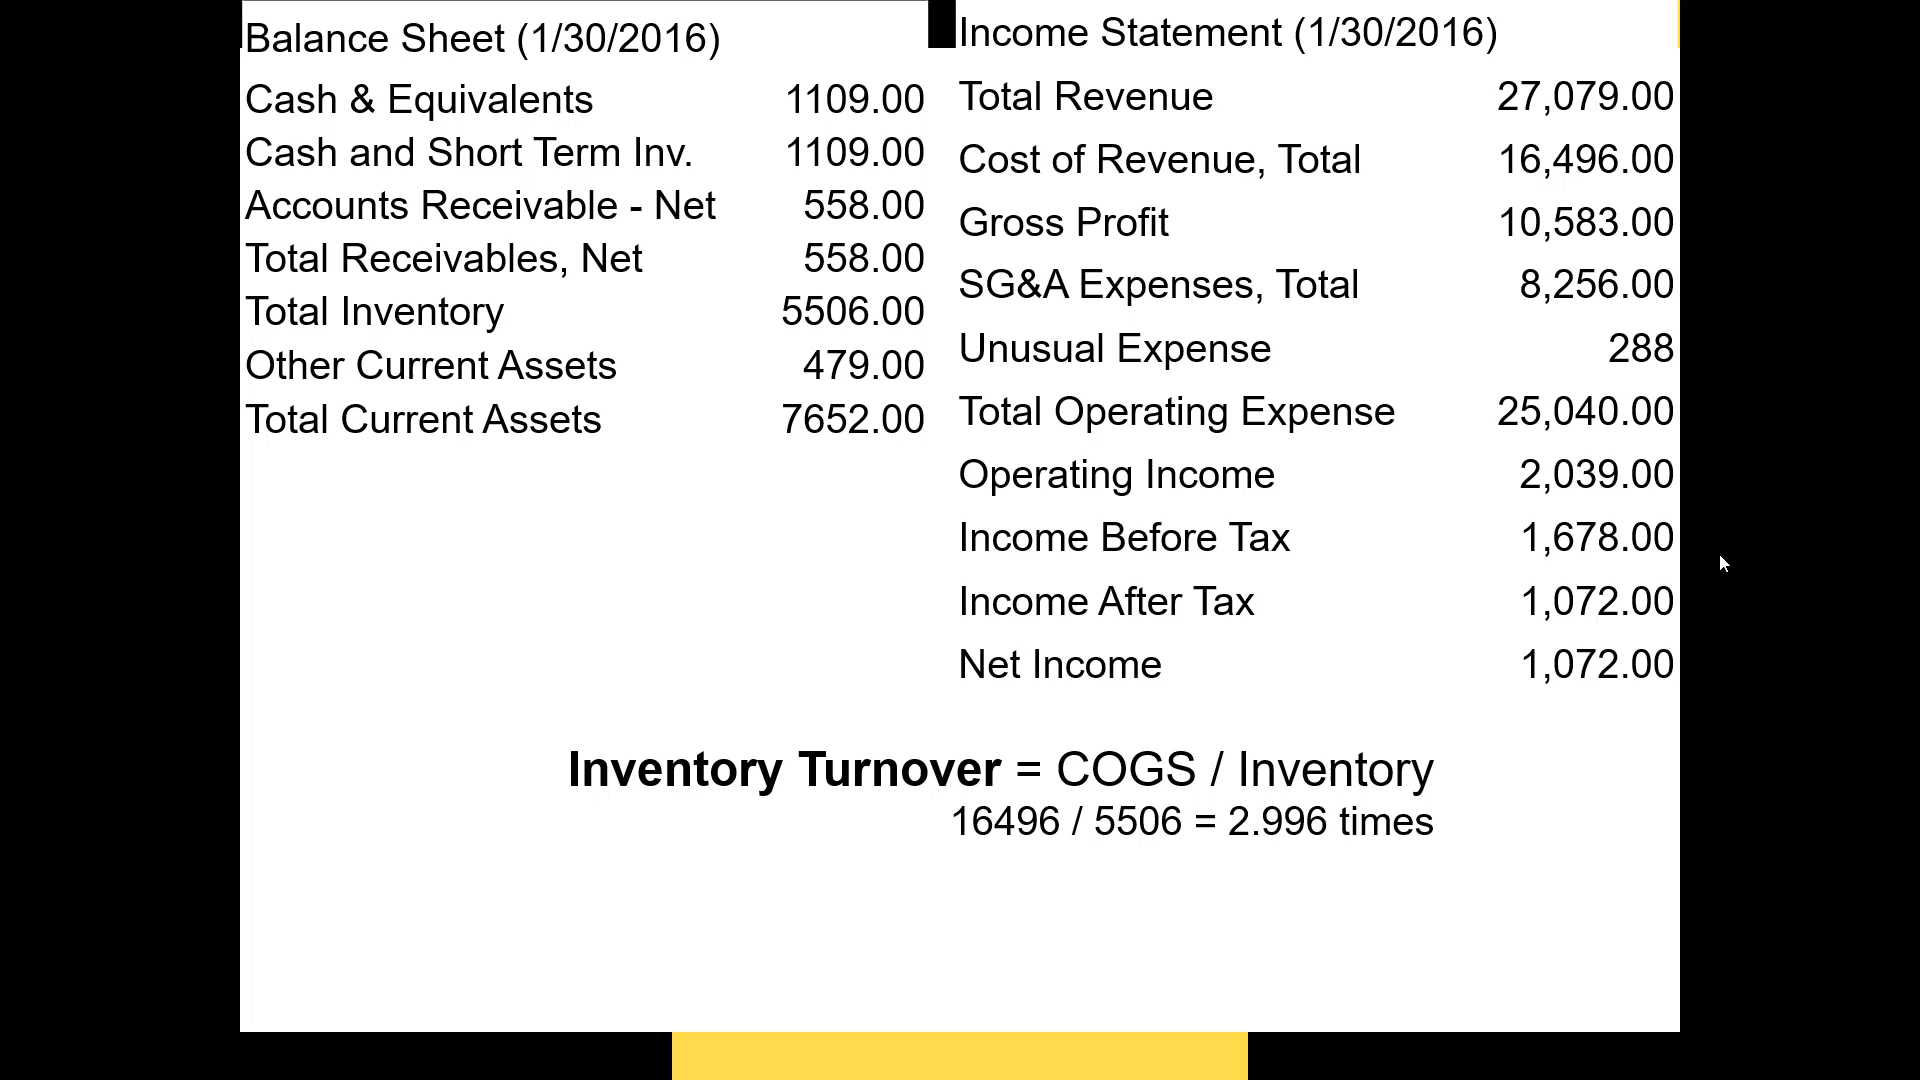 Balance Sheet (1/30/2016)
Cash & Equivalents 1109.00
Cash and Short Term Inv. 1109.00
Accounts Receivable - Net 558.00
Total Receivables, Net 558.00
Total Inventory 5506.00
Other Current Assets 479.00
Total Current Assets 7652.00
Income Statement (1/30/2016)
Total Revenue 27,079.00
Cost of Revenue, Total 16,496.00
Gross Profit 10,583.00
SG&A Expenses, Total 8,256.00
Unusual Expense 288
Total Operating Expense 25,040.00
Operating Income 2,039.00
Income Before Tax 1,678.00
Income After Tax 1,072.00
Net Income 1,072.00
Inventory Turnover = COGS / Inventory
16496 / 5506 = 2.996 times